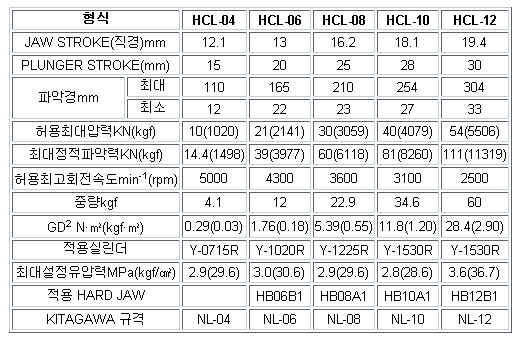 형식 HCL-04 HCL-06 HCL-08 HCL-10 HCL-12
JAW STROKE(직경)mm 12.1 13 16.2 18.1 19.4
PLUNGER STROKE(mm) 15 20 25 28 30
파악경mm 최대 110 165 210 254 304
최소 12 22 23 27 33
허용최대압력KN(kgf) 10(1020) 21(2141) 30(3059) 40(4079) 54(5506)
최대정적파악력KN(kgf) 14.4(1498) 39(3977) 60(6118) 81(8260) 111(11319)
허용최고회전속도min-1(rpm) 5000 4300 3600 3100 2500
중량kgf 4.1 12 22.9 34.6 60
GD2 N·㎡(kgf·㎡) 0.29(0.03) 1.76(0.18) 5.39(0.55) 11.8(1.20) 28.4(2.90)
적용실린더 Y-0715R Y-1020R Y-1225R Y-1530R Y-1530R
최대설정유압력MPa(kgf/㎠) 2.9(29.6) 3.0(30.6) 2.9(29.6) 2.8(28.6) 3.6(36.7)
적용 HARD JAW HB06B1 HB08A1 HB10A1 HB12B1
KITAGAWA 규격 NL-04 NL-06 NL-08 NL-10 NL-12